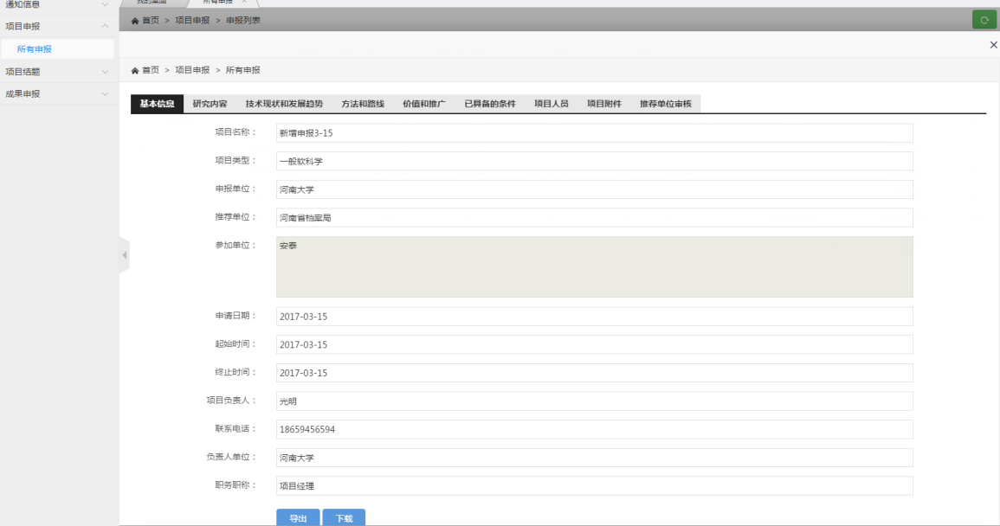 通知信息
我的桌面 所有申报 ×
项目申报
首页 > 项目申报 > 申报列表
所有申报
×
项目结题
首页 > 项目申报 > 所有申报
成果申报
基本信息 研究内容 技术现状和发展趋势 方法和路线 价值和推广 已具备的条件 项目人员 项目附件 推荐单位审核
项目名称： 新增申报3-15
项目类型： 一般软科学
申报单位： 河南大学
推荐单位： 河南省档案局
参加单位： 安泰
申请日期： 2017-03-15
起始时间： 2017-03-15
终止时间： 2017-03-15
项目负责人： 光明
联系电话： 18659456594
负责人单位： 河南大学
职务职称： 项目经理
导出 下载